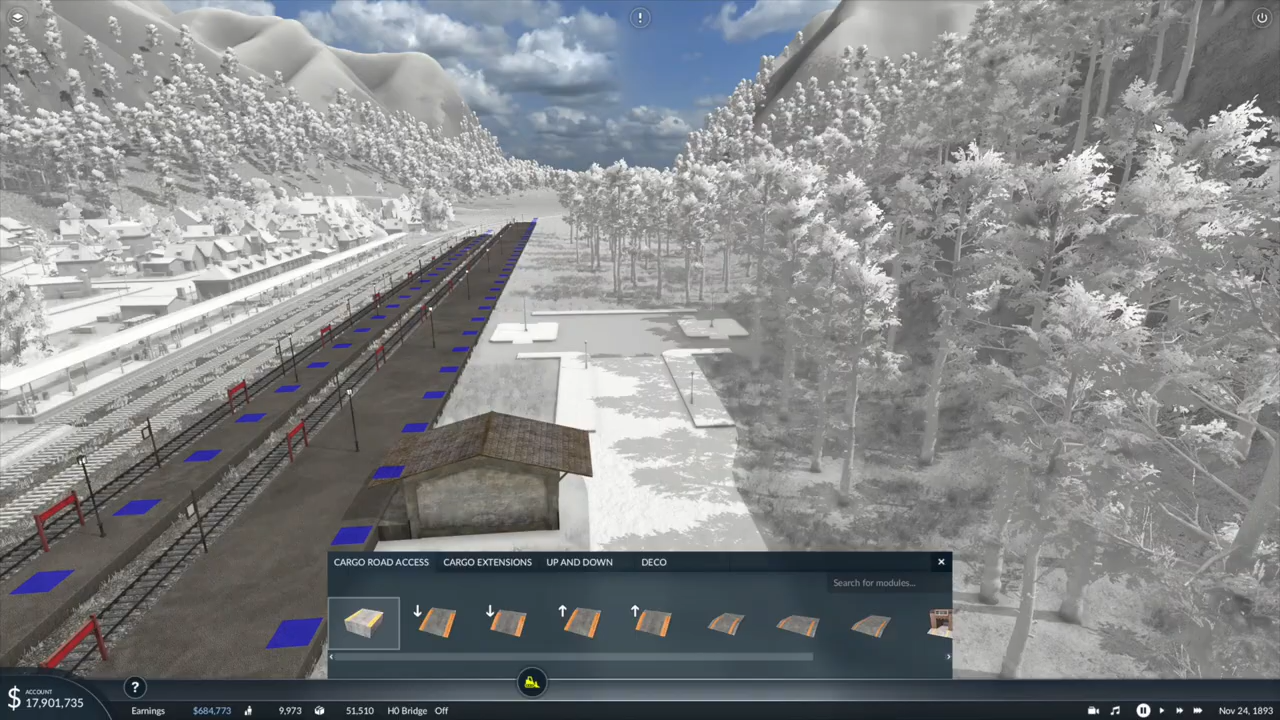 CARGO ROAD ACCESS CARGO EXTENSIONS UP AND DOWN DECO
Search for modules...
ACCOUNT
$ 17,901,735
?
Earnings $684,773 9,973 51,510 H0 Bridge Off Nov 24, 1893